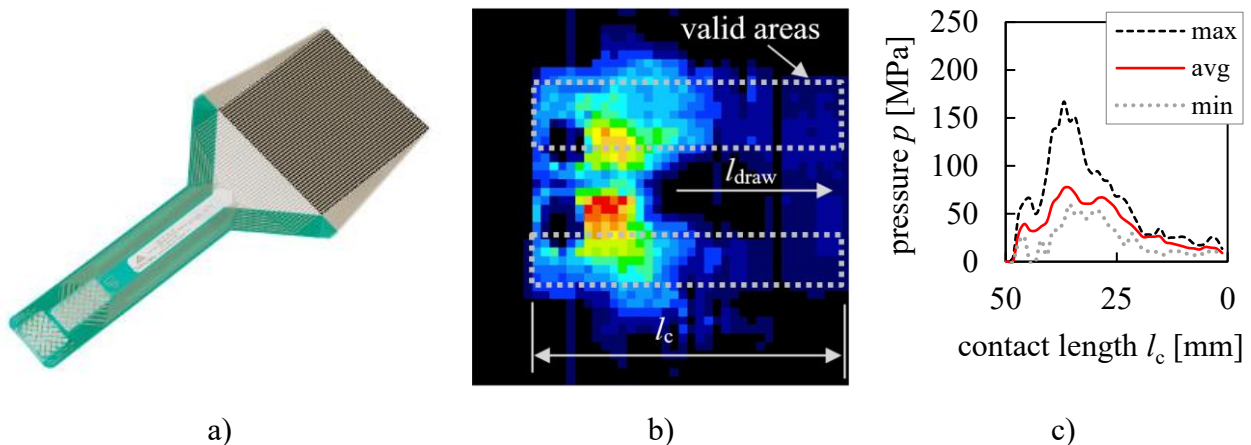 valid areas
l_draw
l_c
250
200
150
100
50
0
pressure p [MPa]
max
avg
min
50
25
0
contact length l_c [mm]
a)
b)
c)